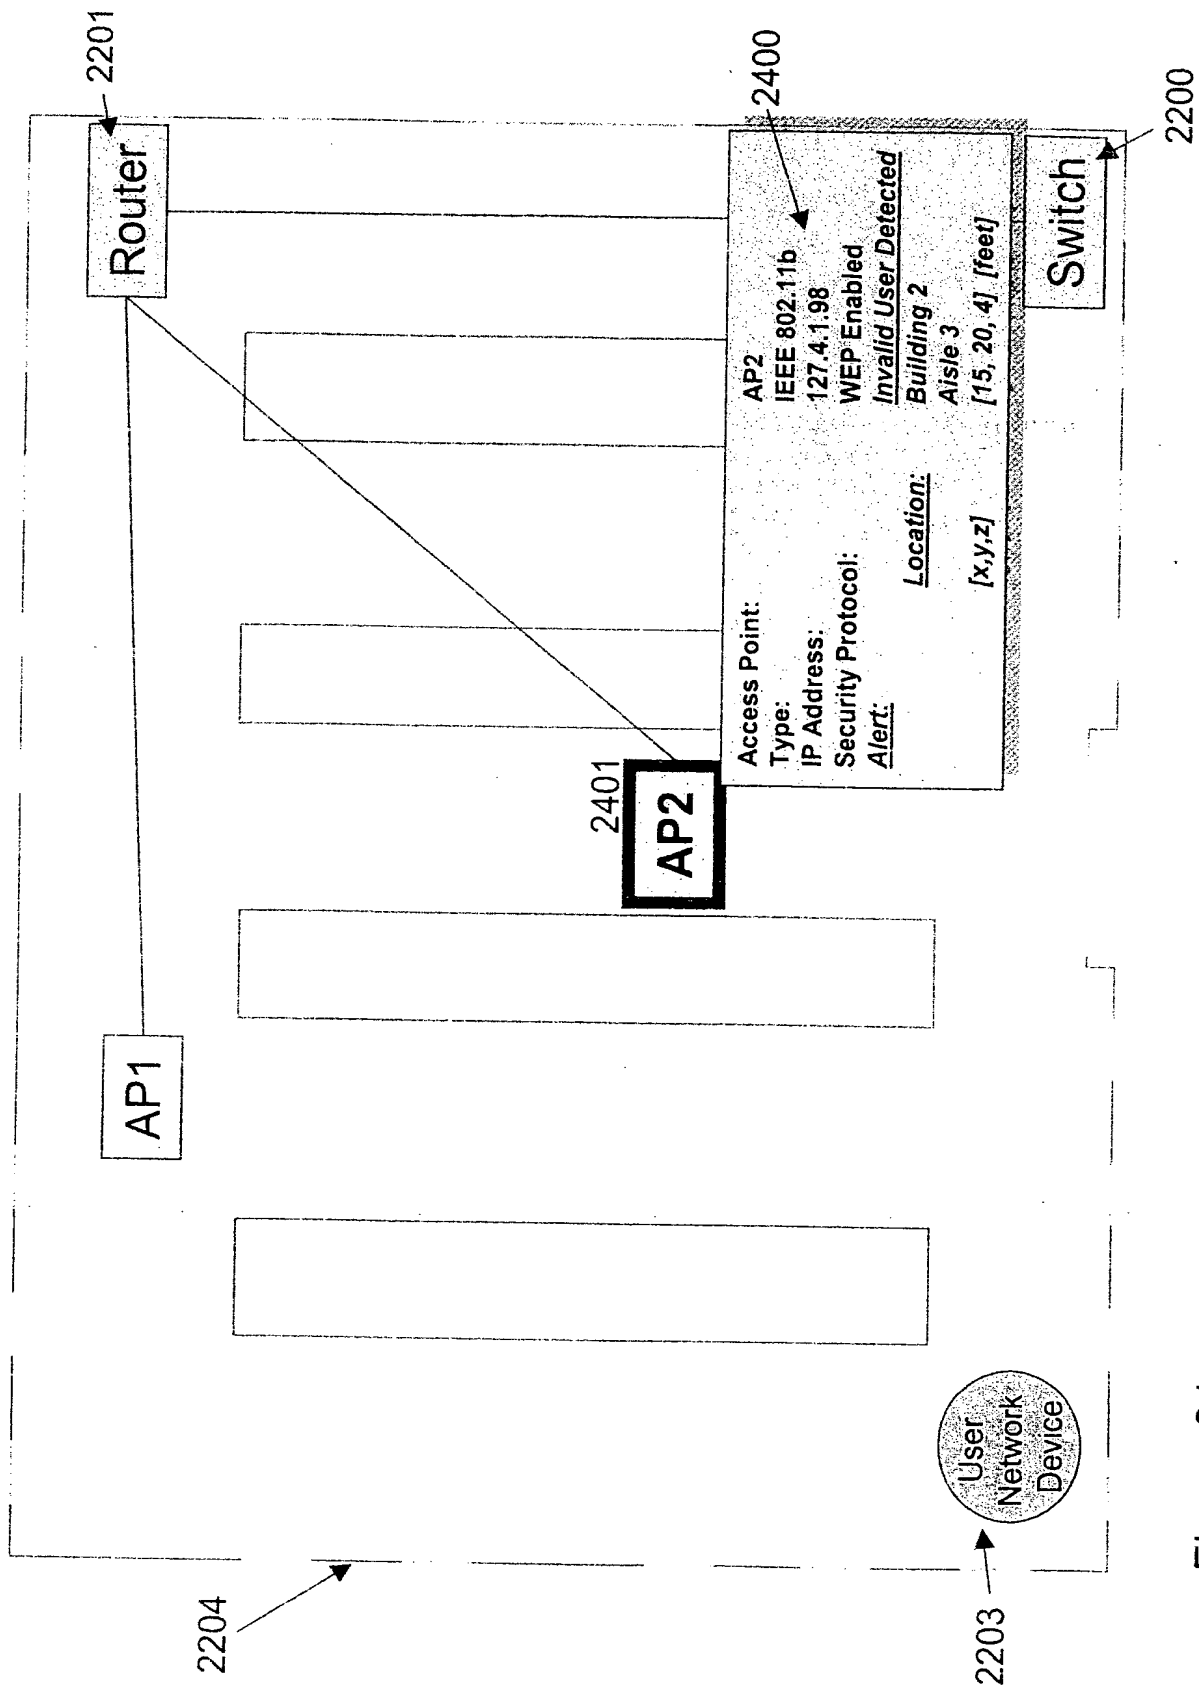 2204
2201
AP1
Router
2401
AP2
2400
Access Point: AP2
Type: IEEE 802.11b
IP Address: 127.4.1.98
Security Protocol: WEP Enabled
Alert: Invalid User Detected
Location: Building 2
Aisle 3
[x,y,z] [15, 20, 4] [feet]
User
Network
Device
2203
Switch
2200